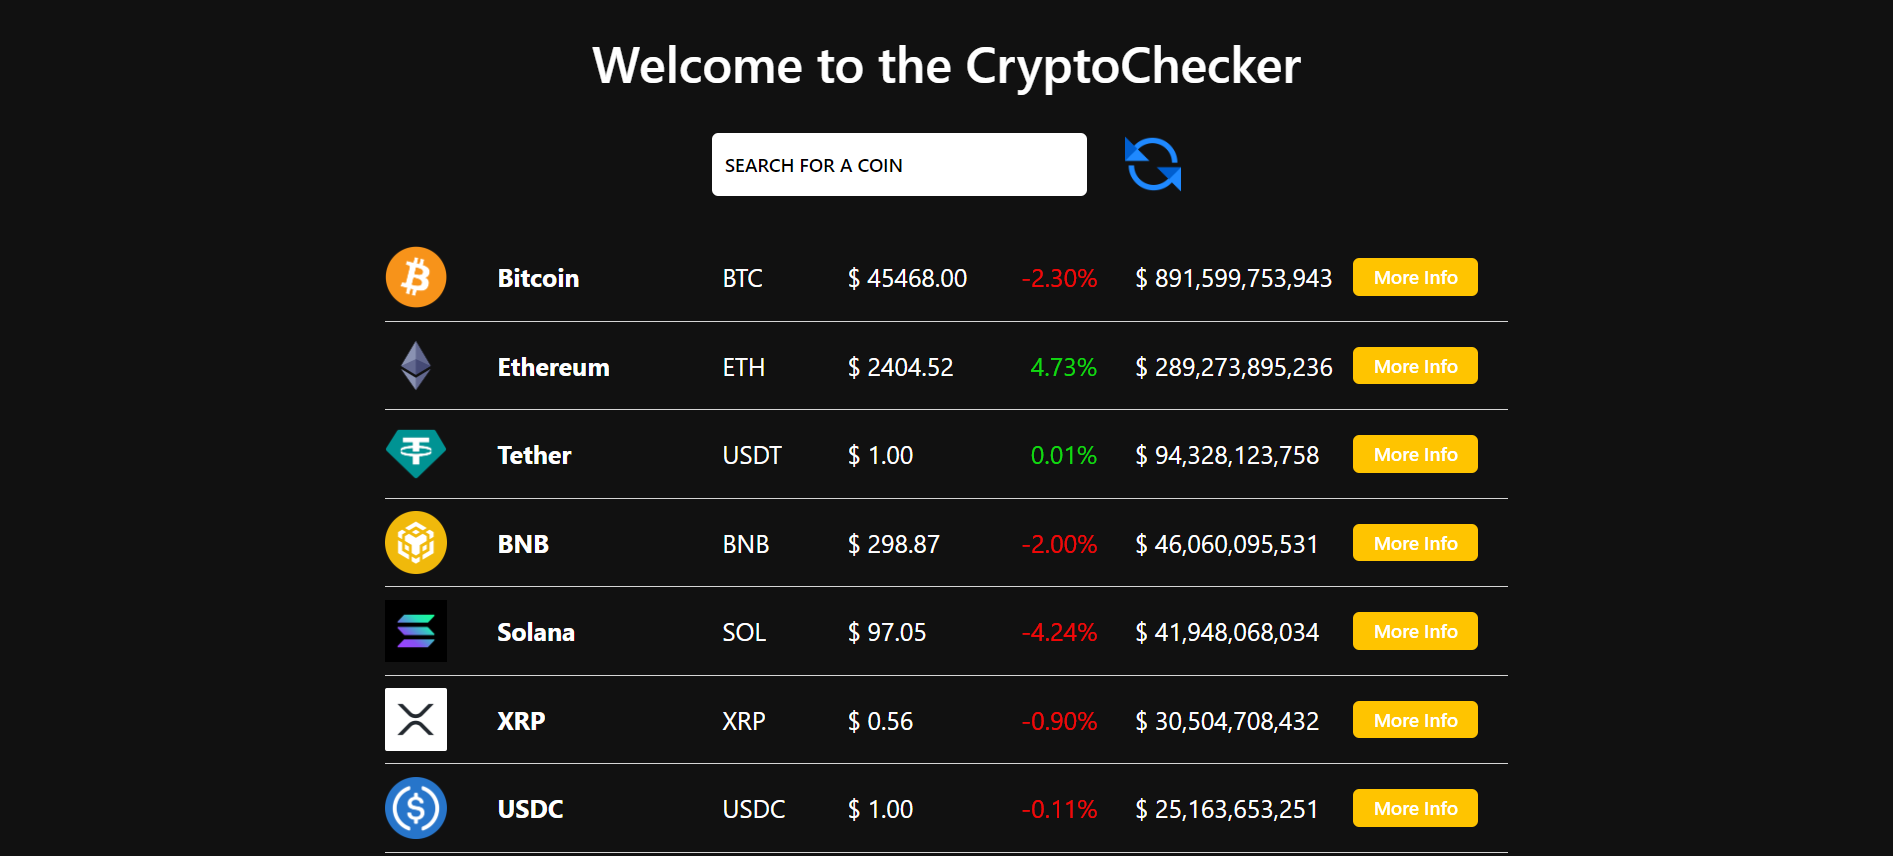 Welcome to the CryptoChecker
SEARCH FOR A COIN
Bitcoin BTC $ 45468.00 -2.30% $ 891,599,753,943 More Info
Ethereum ETH $ 2404.52 4.73% $ 289,273,895,236 More Info
Tether USDT $ 1.00 0.01% $ 94,328,123,758 More Info
BNB BNB $ 298.87 -2.00% $ 46,060,095,531 More Info
Solana SOL $ 97.05 -4.24% $ 41,948,068,034 More Info
XRP XRP $ 0.56 -0.90% $ 30,504,708,432 More Info
USDC USDC $ 1.00 -0.11% $ 25,163,653,251 More Info